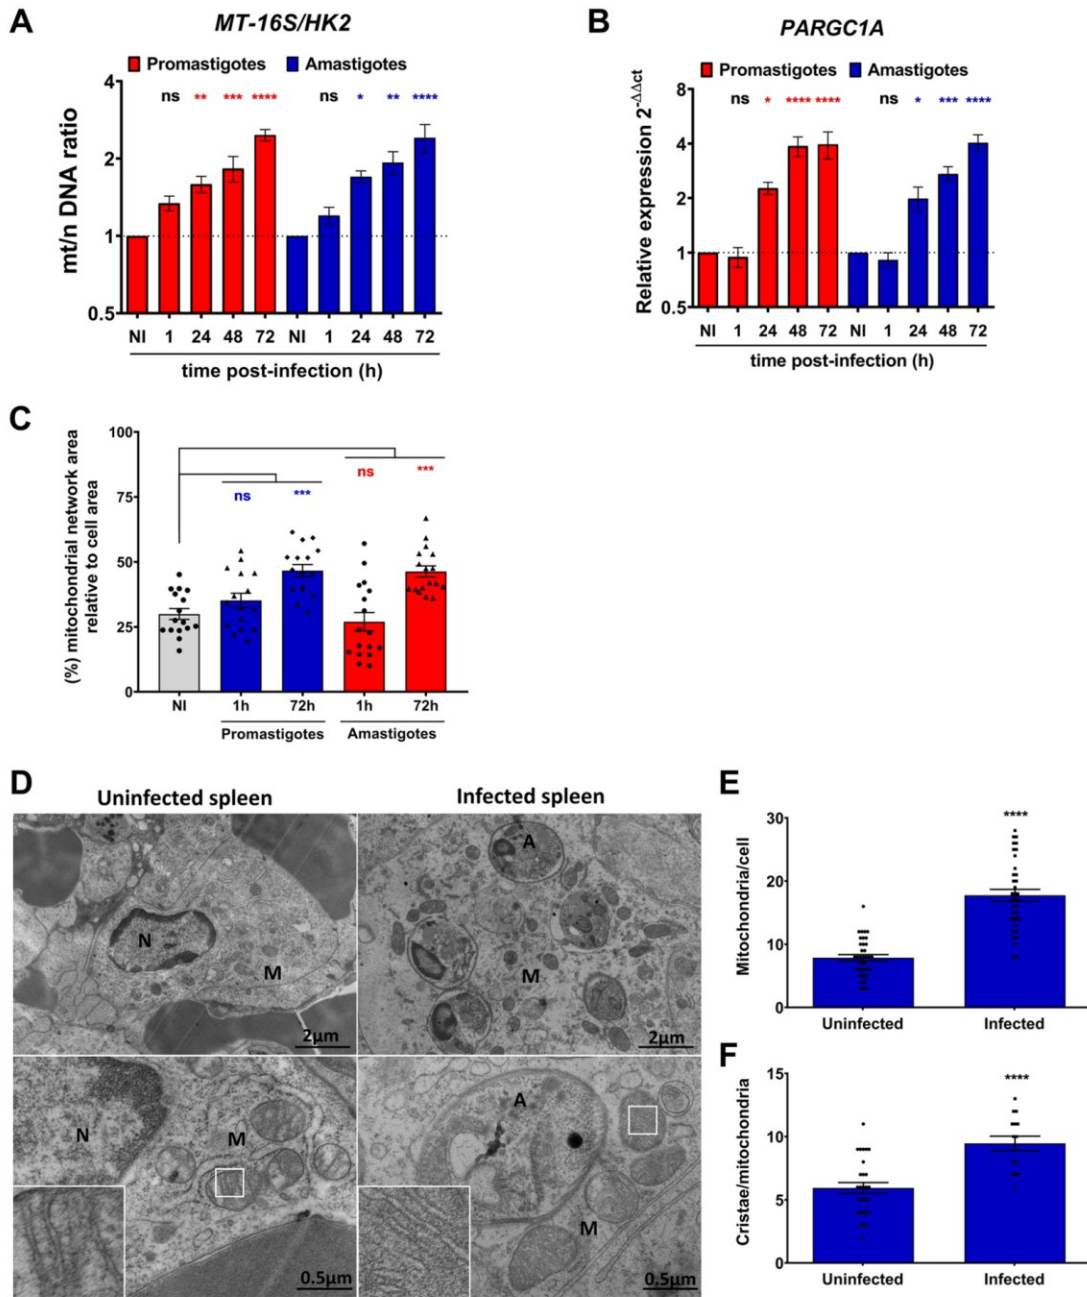 A
MT-16S/HK2
Promastigotes Amastigotes
mt/n DNA ratio
4
2
1
0.5
ns ** *** **** ns * ** ****
NI 1 24 48 72 NI 1 24 48 72
time post-infection (h)
B
PARGC1A
Promastigotes Amastigotes
Relative expression 2^-ΔΔct
8
4
2
1
0.5
ns * **** **** ns * *** ****
NI 1 24 48 72 NI 1 24 48 72
time post-infection (h)
C
(%) mitochondrial network area
relative to cell area
100
75
50
25
0
ns *** ns ***
NI 1h 72h 1h 72h
Promastigotes Amastigotes
D
Uninfected spleen Infected spleen
N
M
2µm
A
M
2µm
N
M
0.5µm
A
M
0.5µm
E
Mitochondria/cell
30
20
10
0
****
Uninfected Infected
F
Cristae/mitochondria
15
10
5
0
****
Uninfected Infected